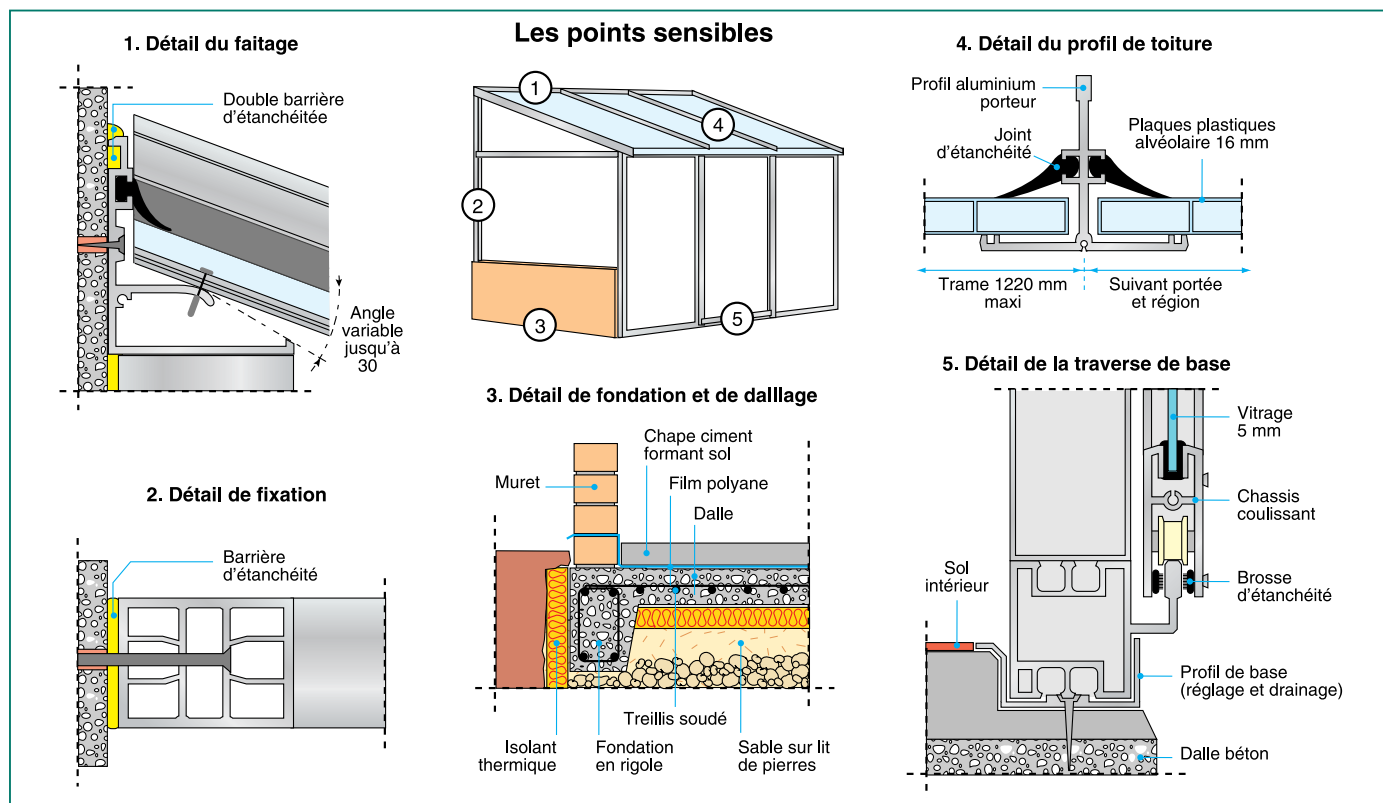 Les points sensibles
1. Détail du faitage
Double barrière
d'étanchéitée
Angle
variable
jusqu'à
30
1
2
3
4
5
4. Détail du profil de toiture
Profil aluminium
porteur
Joint
d'étanchéité
Plaques plastiques
alvéolaire 16 mm
Trame 1220 mm
maxi
Suivant portée
et région
2. Détail de fixation
Barrière
d'étanchéité
3. Détail de fondation et de dalllage
Chape ciment
formant sol
Muret
Film polyane
Dalle
Treillis soudé
Isolant
thermique
Fondation
en rigole
Sable sur lit
de pierres
5. Détail de la traverse de base
Vitrage
5 mm
Chassis
coulissant
Sol
intérieur
Brosse
d'étanchéité
Profil de base
(réglage et drainage)
Dalle béton